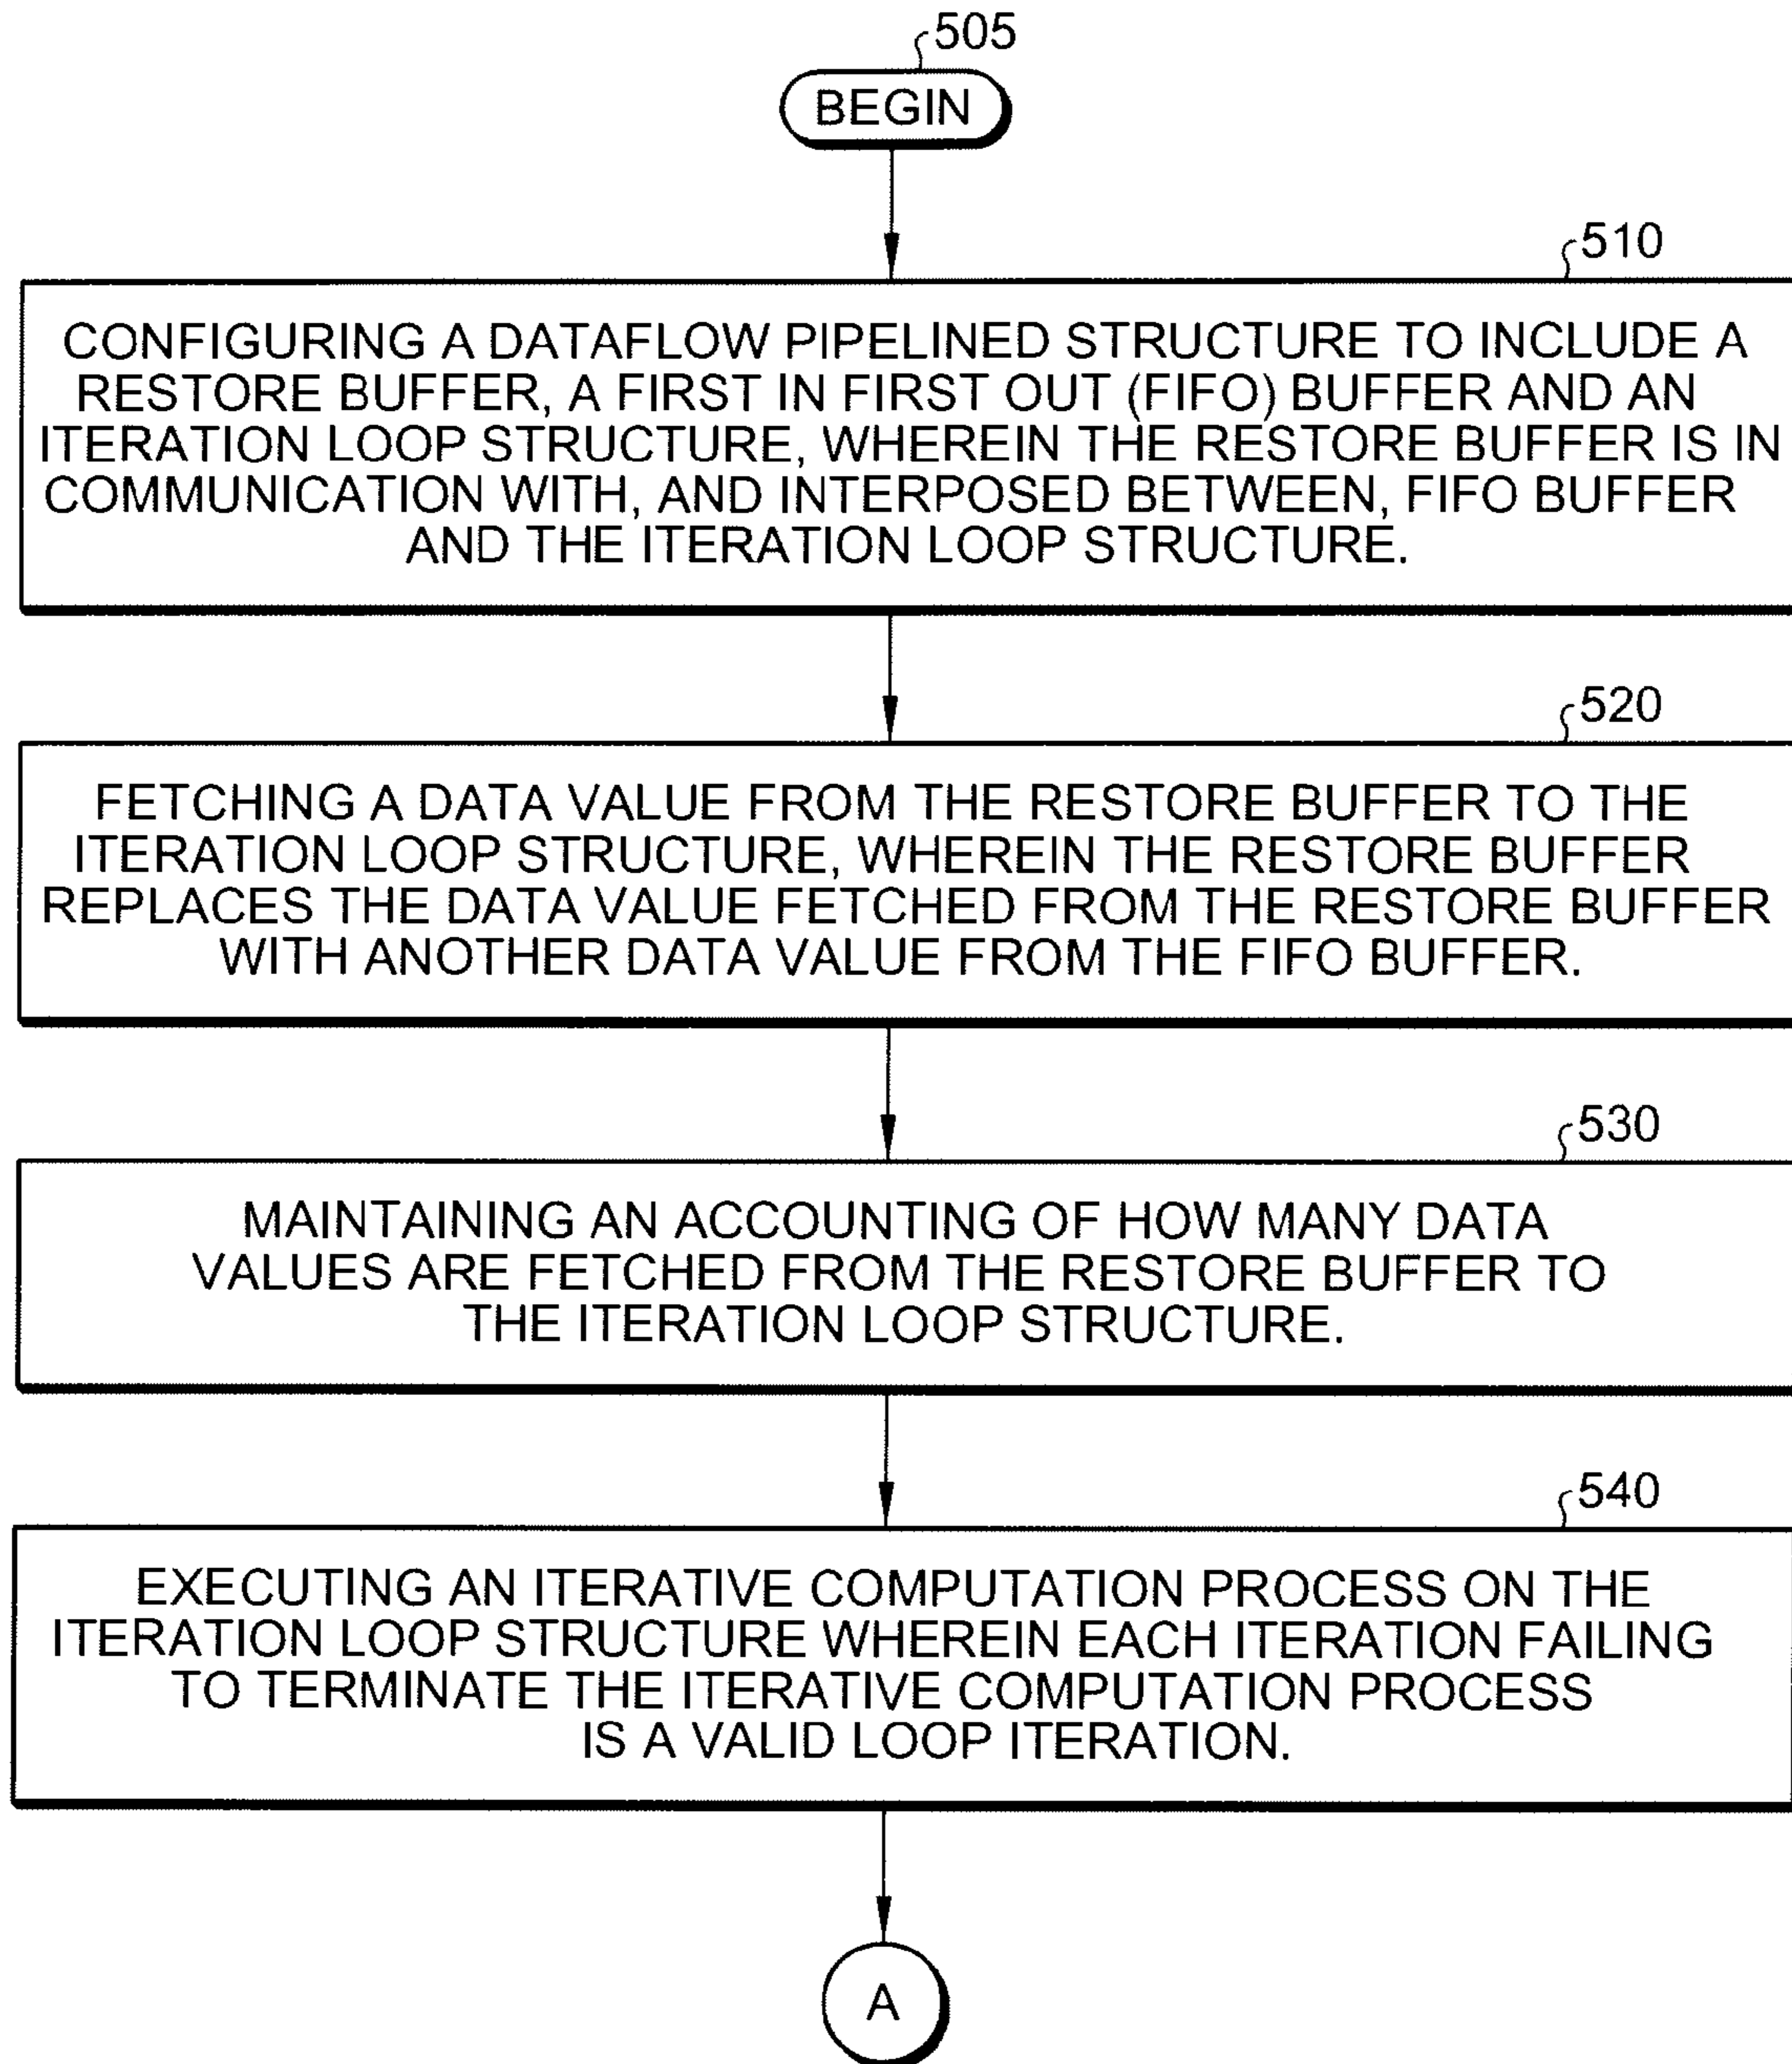 505
BEGIN
510
CONFIGURING A DATAFLOW PIPELINED STRUCTURE TO INCLUDE A
RESTORE BUFFER, A FIRST IN FIRST OUT (FIFO) BUFFER AND AN
ITERATION LOOP STRUCTURE, WHEREIN THE RESTORE BUFFER IS IN
COMMUNICATION WITH, AND INTERPOSED BETWEEN, FIFO BUFFER
AND THE ITERATION LOOP STRUCTURE.
520
FETCHING A DATA VALUE FROM THE RESTORE BUFFER TO THE
ITERATION LOOP STRUCTURE, WHEREIN THE RESTORE BUFFER
REPLACES THE DATA VALUE FETCHED FROM THE RESTORE BUFFER
WITH ANOTHER DATA VALUE FROM THE FIFO BUFFER.
530
MAINTAINING AN ACCOUNTING OF HOW MANY DATA
VALUES ARE FETCHED FROM THE RESTORE BUFFER TO
THE ITERATION LOOP STRUCTURE.
540
EXECUTING AN ITERATIVE COMPUTATION PROCESS ON THE
ITERATION LOOP STRUCTURE WHEREIN EACH ITERATION FAILING
TO TERMINATE THE ITERATIVE COMPUTATION PROCESS
IS A VALID LOOP ITERATION.
A